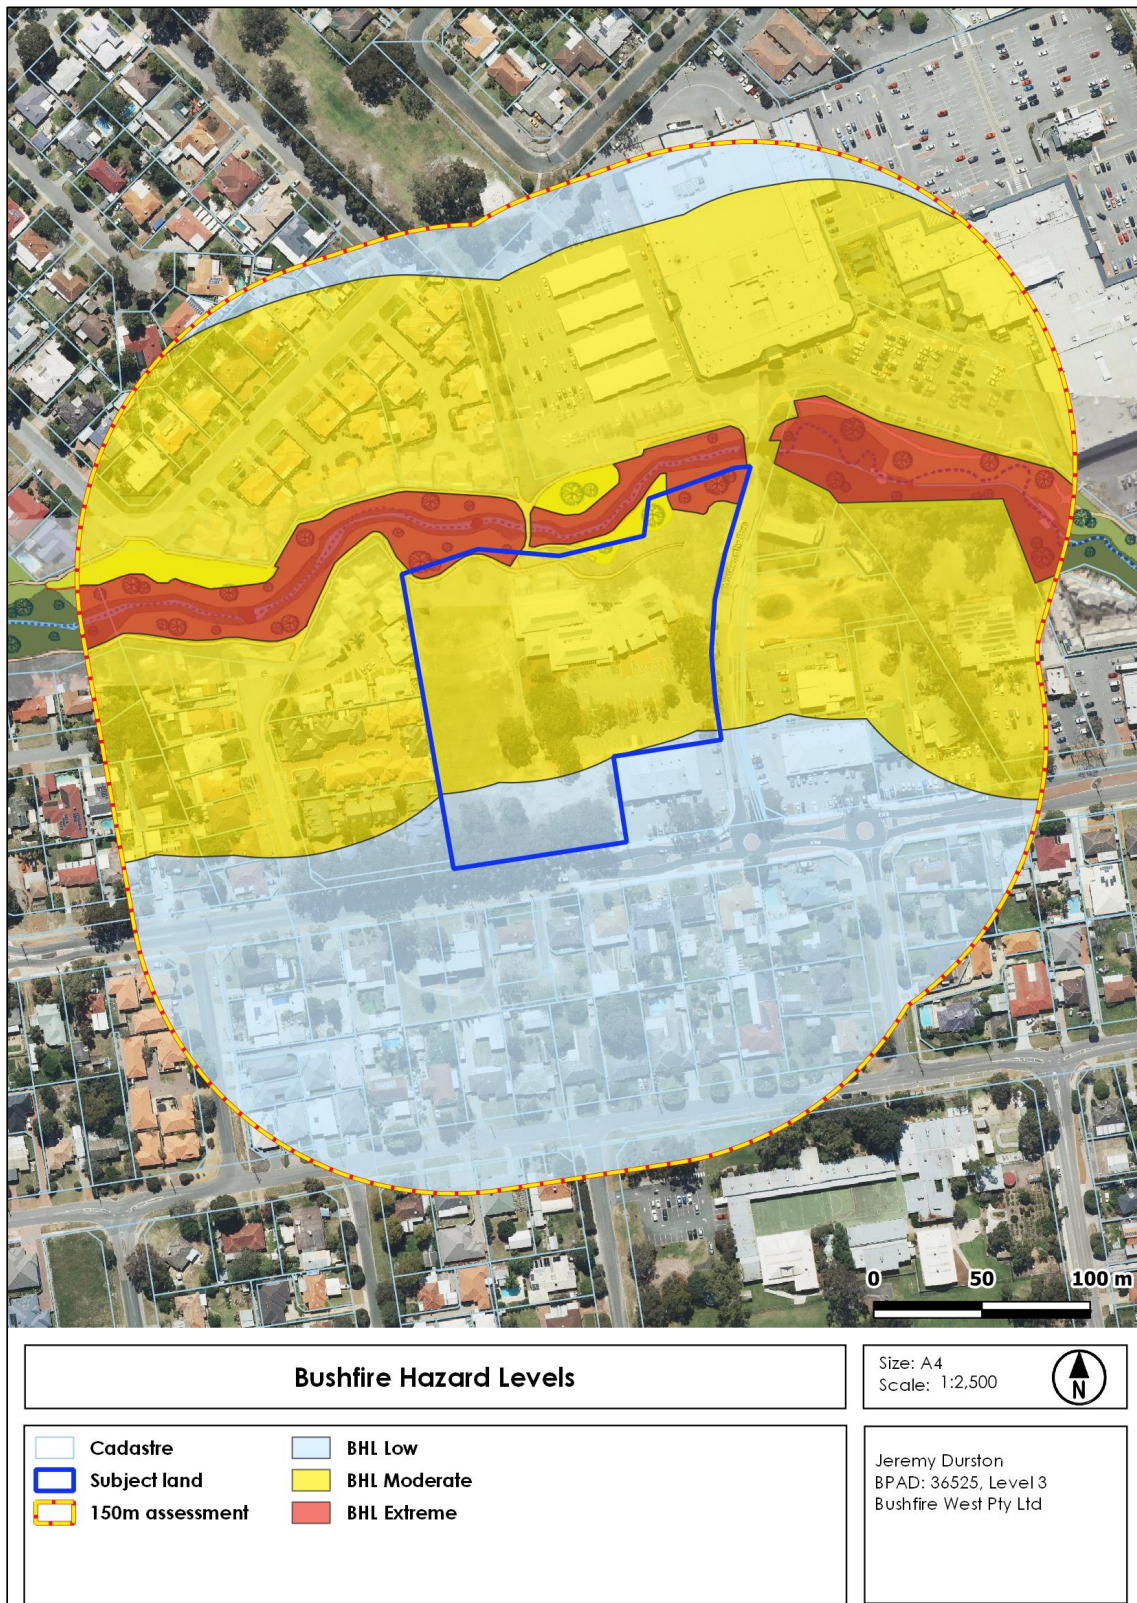 0 50 100 m
Bushfire Hazard Levels
Size: A4
Scale: 1:2,500
N
Cadastre
Subject land
150m assessment
BHL Low
BHL Moderate
BHL Extreme
Jeremy Durston
BPAD: 36525, Level 3
Bushfire West Pty Ltd